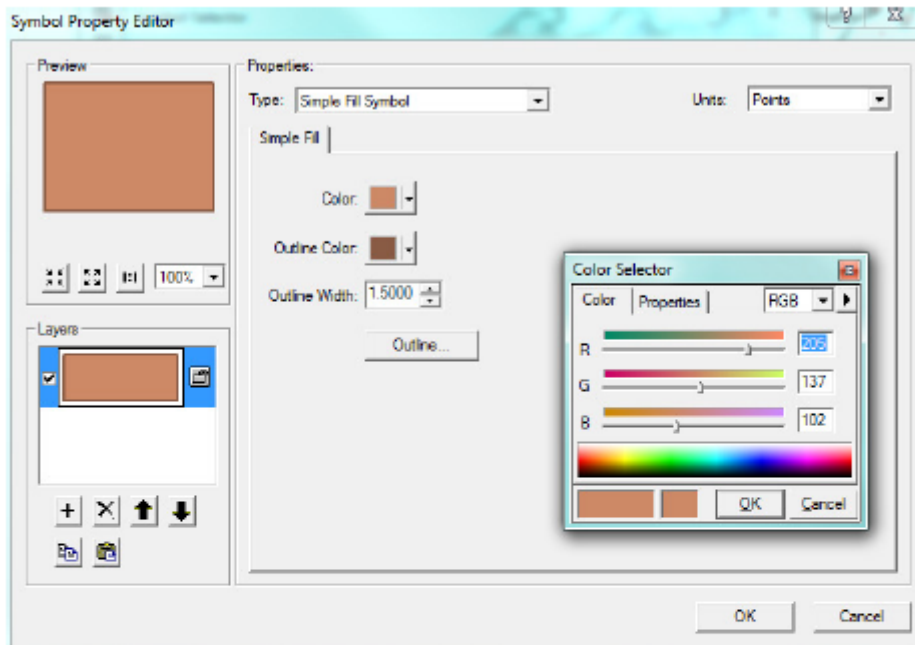 Symbol Property Editor
Preview
100%
Layers
Properties:
Type: Simple Fill Symbol
Units: Points
Simple Fill
Color:
Outline Color:
Outline Width: 1.5000
Outline...
Color Selector
Color Properties RGB
R 205
G 137
B 102
OK Cancel
OK Cancel